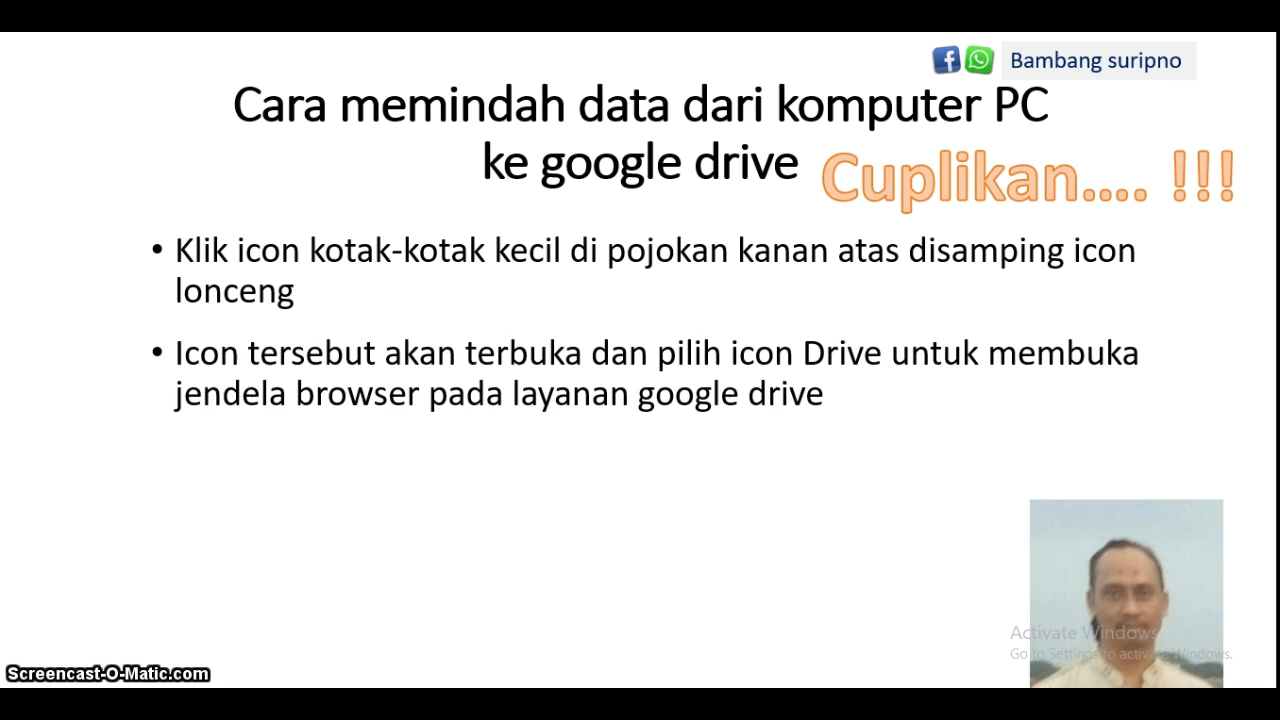 Bambang suripno
Cara memindah data dari komputer PC
ke google drive
Cuplikan.... !!!
• Klik icon kotak-kotak kecil di pojokan kanan atas disamping icon
lonceng
• Icon tersebut akan terbuka dan pilih icon Drive untuk membuka
jendela browser pada layanan google drive
Activate Windows
Go to Settings to activate Windows.
Screencast-O-Matic.com